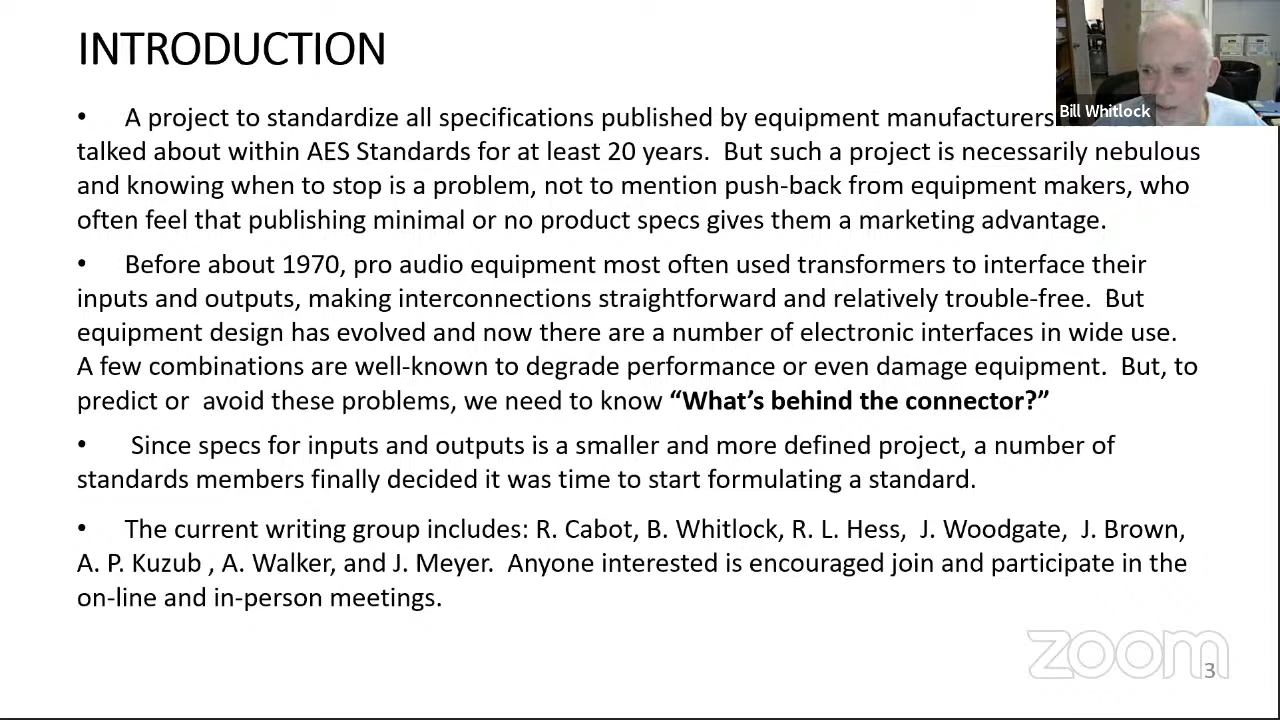 INTRODUCTION
Bill Whitlock
• A project to standardize all specifications published by equipment manufacturers
talked about within AES Standards for at least 20 years. But such a project is necessarily nebulous
and knowing when to stop is a problem, not to mention push-back from equipment makers, who
often feel that publishing minimal or no product specs gives them a marketing advantage.
• Before about 1970, pro audio equipment most often used transformers to interface their
inputs and outputs, making interconnections straightforward and relatively trouble-free. But
equipment design has evolved and now there are a number of electronic interfaces in wide use.
A few combinations are well-known to degrade performance or even damage equipment. But, to
predict or avoid these problems, we need to know “What’s behind the connector?”
• Since specs for inputs and outputs is a smaller and more defined project, a number of
standards members finally decided it was time to start formulating a standard.
• The current writing group includes: R. Cabot, B. Whitlock, R. L. Hess, J. Woodgate, J. Brown,
A. P. Kuzub , A. Walker, and J. Meyer. Anyone interested is encouraged join and participate in the
on-line and in-person meetings.
zoom
3